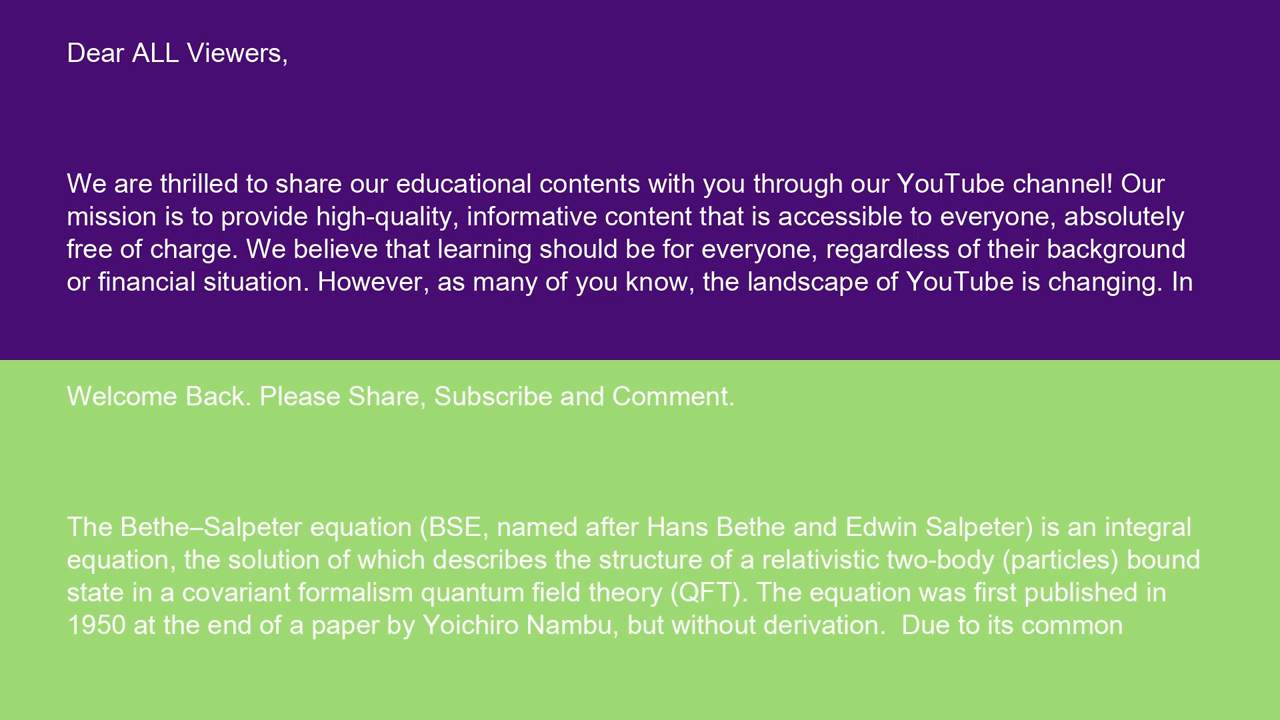 Dear ALL Viewers,
We are thrilled to share our educational contents with you through our YouTube channel! Our
mission is to provide high-quality, informative content that is accessible to everyone, absolutely
free of charge. We believe that learning should be for everyone, regardless of their background
or financial situation. However, as many of you know, the landscape of YouTube is changing. In
Welcome Back. Please Share, Subscribe and Comment.
The Bethe–Salpeter equation (BSE, named after Hans Bethe and Edwin Salpeter) is an integral
equation, the solution of which describes the structure of a relativistic two-body (particles) bound
state in a covariant formalism quantum field theory (QFT). The equation was first published in
1950 at the end of a paper by Yoichiro Nambu, but without derivation.  Due to its common